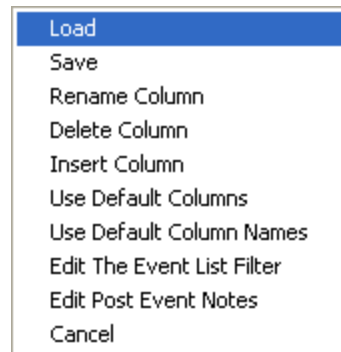 Load
Save
Rename Column
Delete Column
Insert Column
Use Default Columns
Use Default Column Names
Edit The Event List Filter
Edit Post Event Notes
Cancel